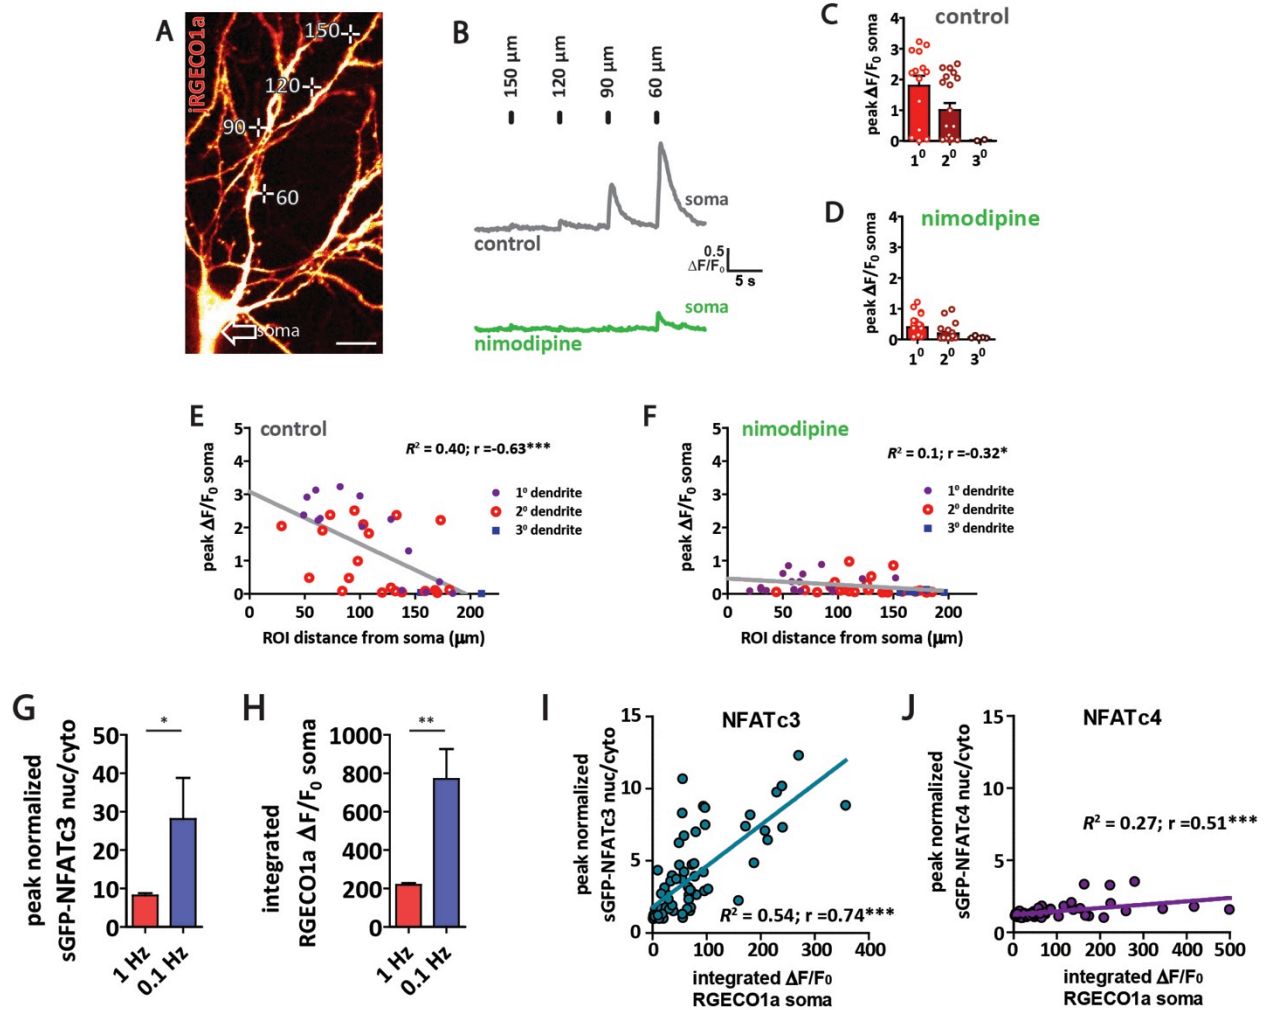 A
jRGECO1a
150
120
90
60
soma
B
150 µm
120 µm
90 µm
60 µm
soma
control
0.5
ΔF/F₀
5 s
soma
nimodipine
C
control
peak ΔF/F₀ soma
4
3
2
1
0
1⁰ 2⁰ 3⁰
D
nimodipine
peak ΔF/F₀ soma
4
3
2
1
0
1⁰ 2⁰ 3⁰
E
control
R² = 0.40; r =-0.63***
peak ΔF/F₀ soma
5
4
3
2
1
0
1⁰ dendrite
2⁰ dendrite
3⁰ dendrite
0 50 100 150 200
ROI distance from soma (µm)
F
nimodipine
R² = 0.1; r =-0.32*
peak ΔF/F₀ soma
5
4
3
2
1
0
1⁰ dendrite
2⁰ dendrite
3⁰ dendrite
0 50 100 150 200
ROI distance from soma (µm)
G
peak normalized
sGFP-NFATc3 nuc/cyto
50
40
30
20
10
0
*
1 Hz
0.1 Hz
H
integrated
RGECO1a ΔF/F₀ soma
1000
800
600
400
200
0
**
1 Hz
0.1 Hz
I
NFATc3
peak normalized
sGFP-NFATc3 nuc/cyto
15
10
5
0
R² = 0.54; r =0.74***
0 100 200 300 400
integrated ΔF/F₀
RGECO1a soma
J
NFATc4
peak normalized
sGFP-NFATc4 nuc/cyto
15
10
5
0
R² = 0.27; r =0.51***
0 100 200 300 400 500
integrated ΔF/F₀
RGECO1a soma